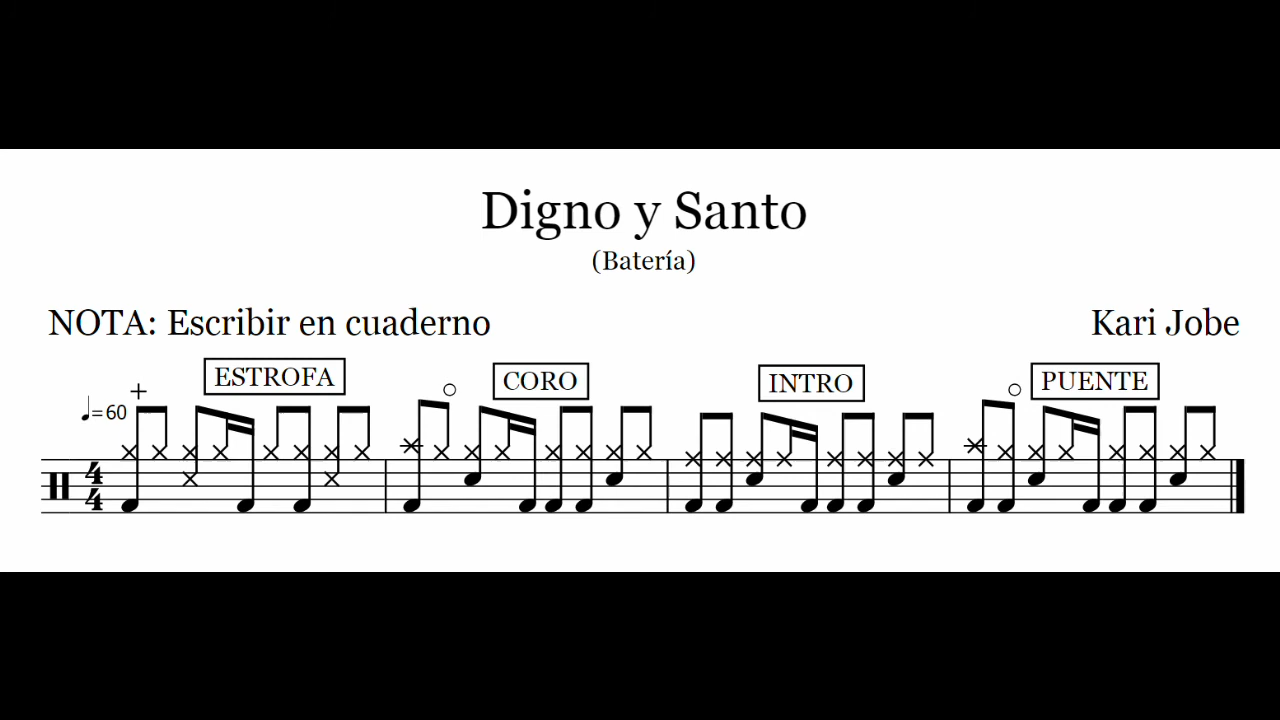 Digno y Santo
(Batería)
NOTA: Escribir en cuaderno
Kari Jobe
ESTROFA
CORO
INTRO
PUENTE
♩=60
4
4